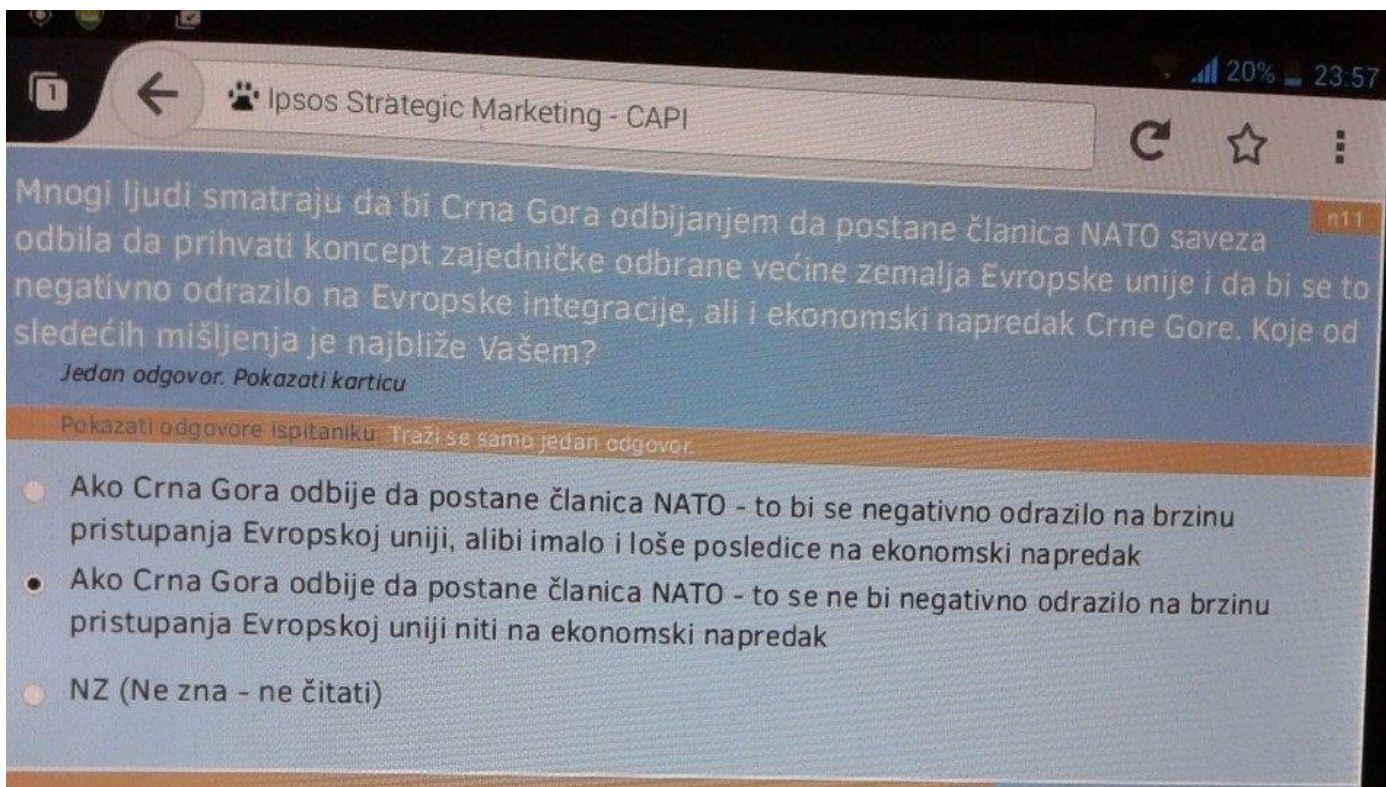 1
Ipsos Strategic Marketing - CAPI
20%
23:57
n11
Mnogi ljudi smatraju da bi Crna Gora odbijanjem da postane članica NATO saveza
odbila da prihvati koncept zajedničke odbrane većine zemalja Evropske unije i da bi se to
negativno odrazilo na Evropske integracije, ali i ekonomski napredak Crne Gore. Koje od
sledećih mišljenja je najbliže Vašem?
Jedan odgovor. Pokazati karticu
Pokazati odgovore ispitaniku. Traži se samo jedan odgovor.
Ako Crna Gora odbije da postane članica NATO - to bi se negativno odrazilo na brzinu
pristupanja Evropskoj uniji, alibi imalo i loše posledice na ekonomski napredak
Ako Crna Gora odbije da postane članica NATO - to se ne bi negativno odrazilo na brzinu
pristupanja Evropskoj uniji niti na ekonomski napredak
NZ (Ne zna - ne čitati)